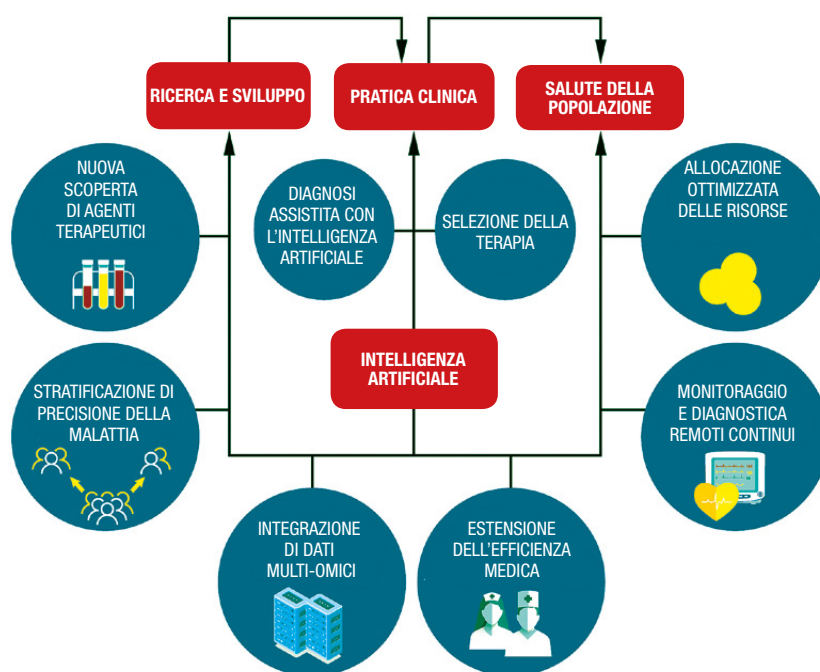 RICERCA E SVILUPPO
PRATICA CLINICA
SALUTE DELLA
POPOLAZIONE
NUOVA
SCOPERTA
DI AGENTI
TERAPEUTICI
DIAGNOSI
ASSISTITA CON
L'INTELLIGENZA
ARTIFICIALE
SELEZIONE DELLA
TERAPIA
ALLOCAZIONE
OTTIMIZZATA
DELLE RISORSE
INTELLIGENZA
ARTIFICIALE
STRATIFICAZIONE DI
PRECISIONE DELLA
MALATTIA
MONITORAGGIO
E DIAGNOSTICA
REMOTI CONTINUI
INTEGRAZIONE
DI DATI
MULTI-OMICI
ESTENSIONE
DELL'EFFICIENZA
MEDICA